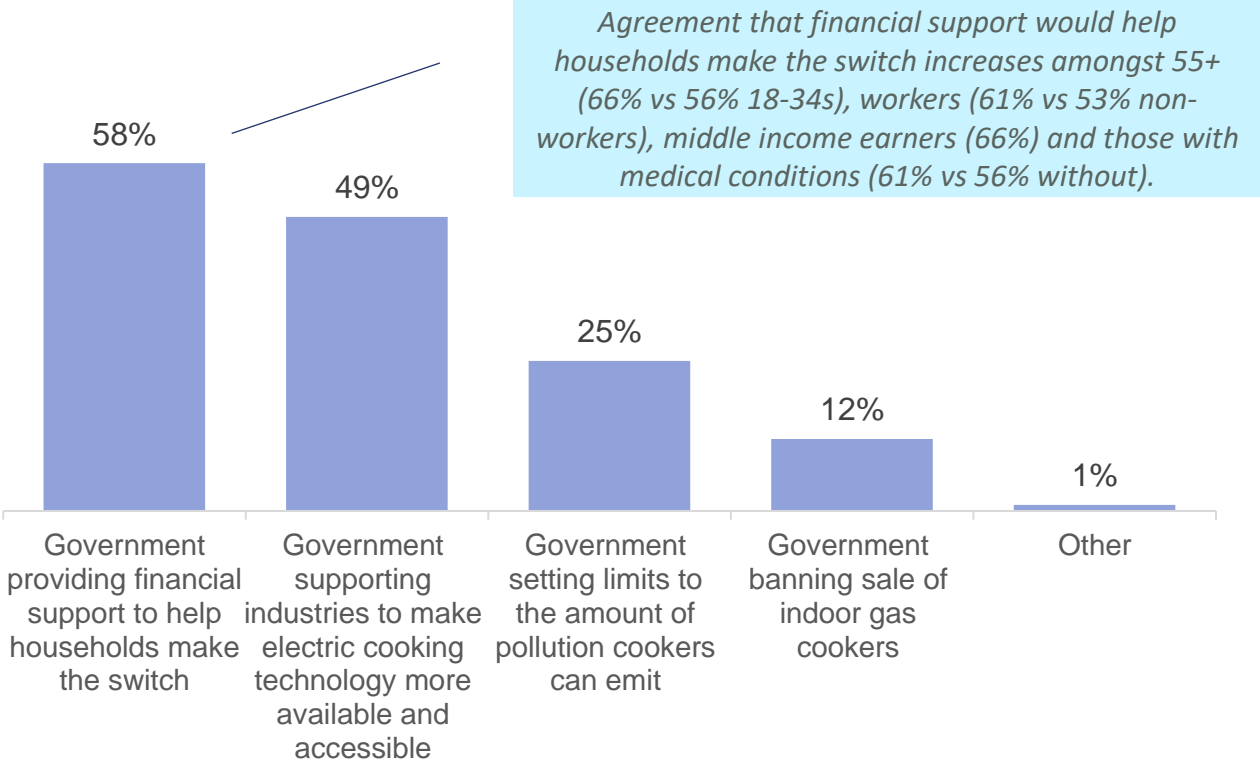 Agreement that financial support would help
households make the switch increases amongst 55+
(66% vs 56% 18-34s), workers (61% vs 53% non-
workers), middle income earners (66%) and those with
medical conditions (61% vs 56% without).
58%
49%
25%
12%
1%
Government
providing financial
support to help
households make
the switch
Government
supporting
industries to make
electric cooking
technology more
available and
accessible
Government
setting limits to
the amount of
pollution cookers
can emit
Government
banning sale of
indoor gas
cookers
Other